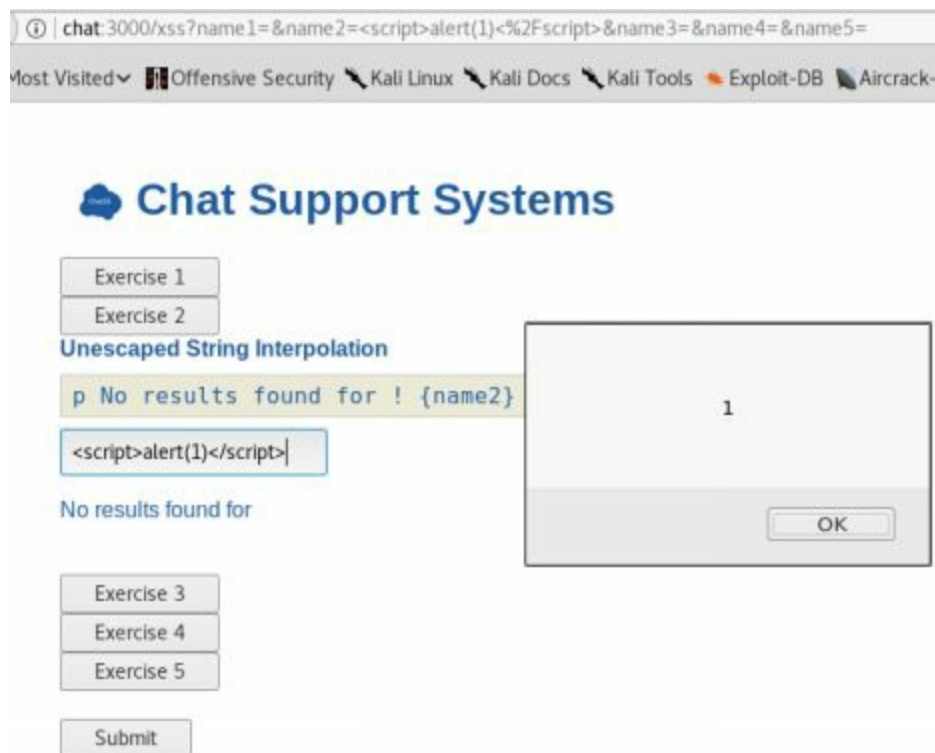 chat:3000/xss?name1=&name2=<script>alert(1)<%2Fscript>&name3=&name4=&name5=
Most Visited Offensive Security Kali Linux Kali Docs Kali Tools Exploit-DB Aircrack-
Chat Support Systems
Exercise 1
Exercise 2
Unescaped String Interpolation
p No results found for ! {name2}
1
<script>alert(1)</script>
No results found for
OK
Exercise 3
Exercise 4
Exercise 5
Submit